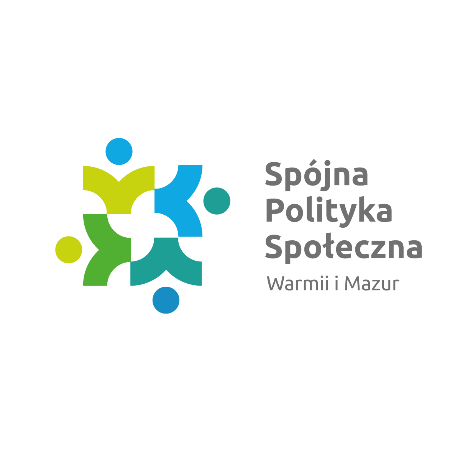 Spójna
Polityka
Społeczna
Warmii i Mazur